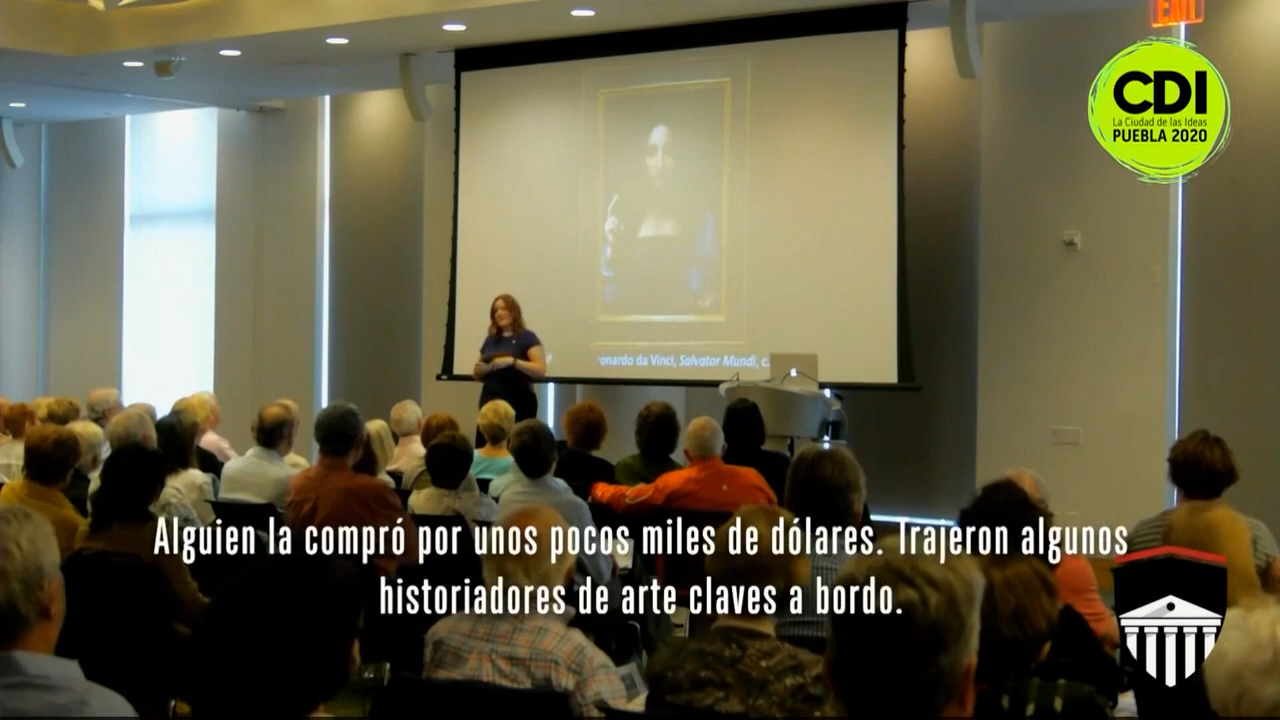 EXIT
CDI
La Ciudad de las Ideas
PUEBLA 2020
onardo da Vinci, Salvator Mundi, c.
Alguien la compró por unos pocos miles de dólares. Trajeron algunos
historiadores de arte claves a bordo.